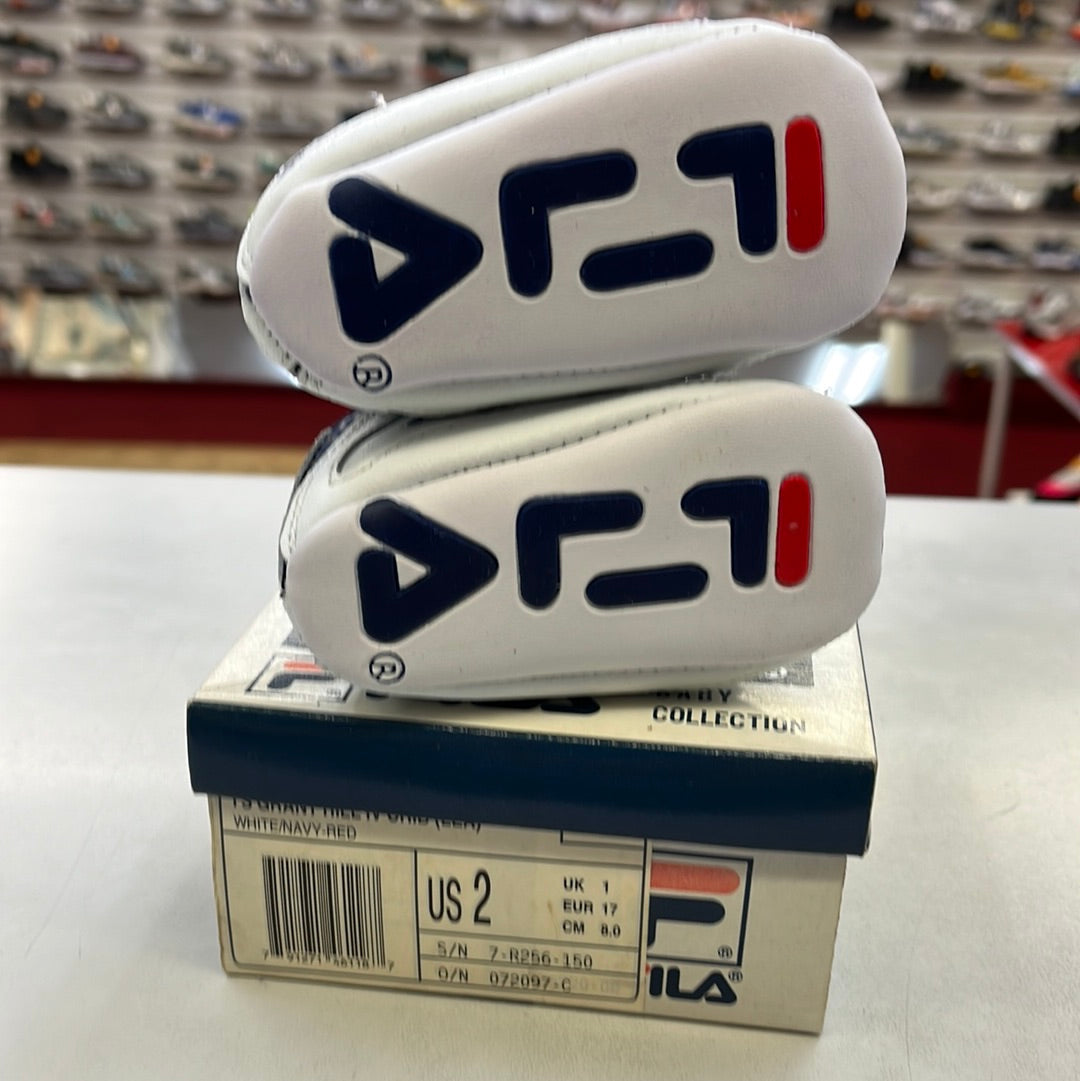 FILA®
FILA®
BABY
COLLECTION
WHITE/NAVY-RED
US 2
UK 1
EUR 17
CM 8.0
S/N 7-R256-150
O/N 072097-C
F®
FILA®